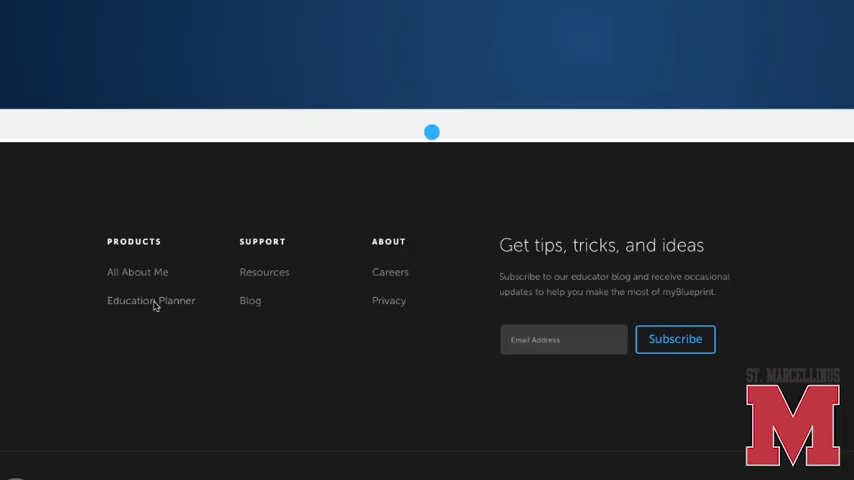 PRODUCTS
All About Me
Education Planner
SUPPORT
Resources
Blog
ABOUT
Careers
Privacy
Get tips, tricks, and ideas
Subscribe to our educator blog and receive occasional
updates to help you make the most of myBlueprint.
Email Address
Subscribe
ST. MARCELLINUS
M